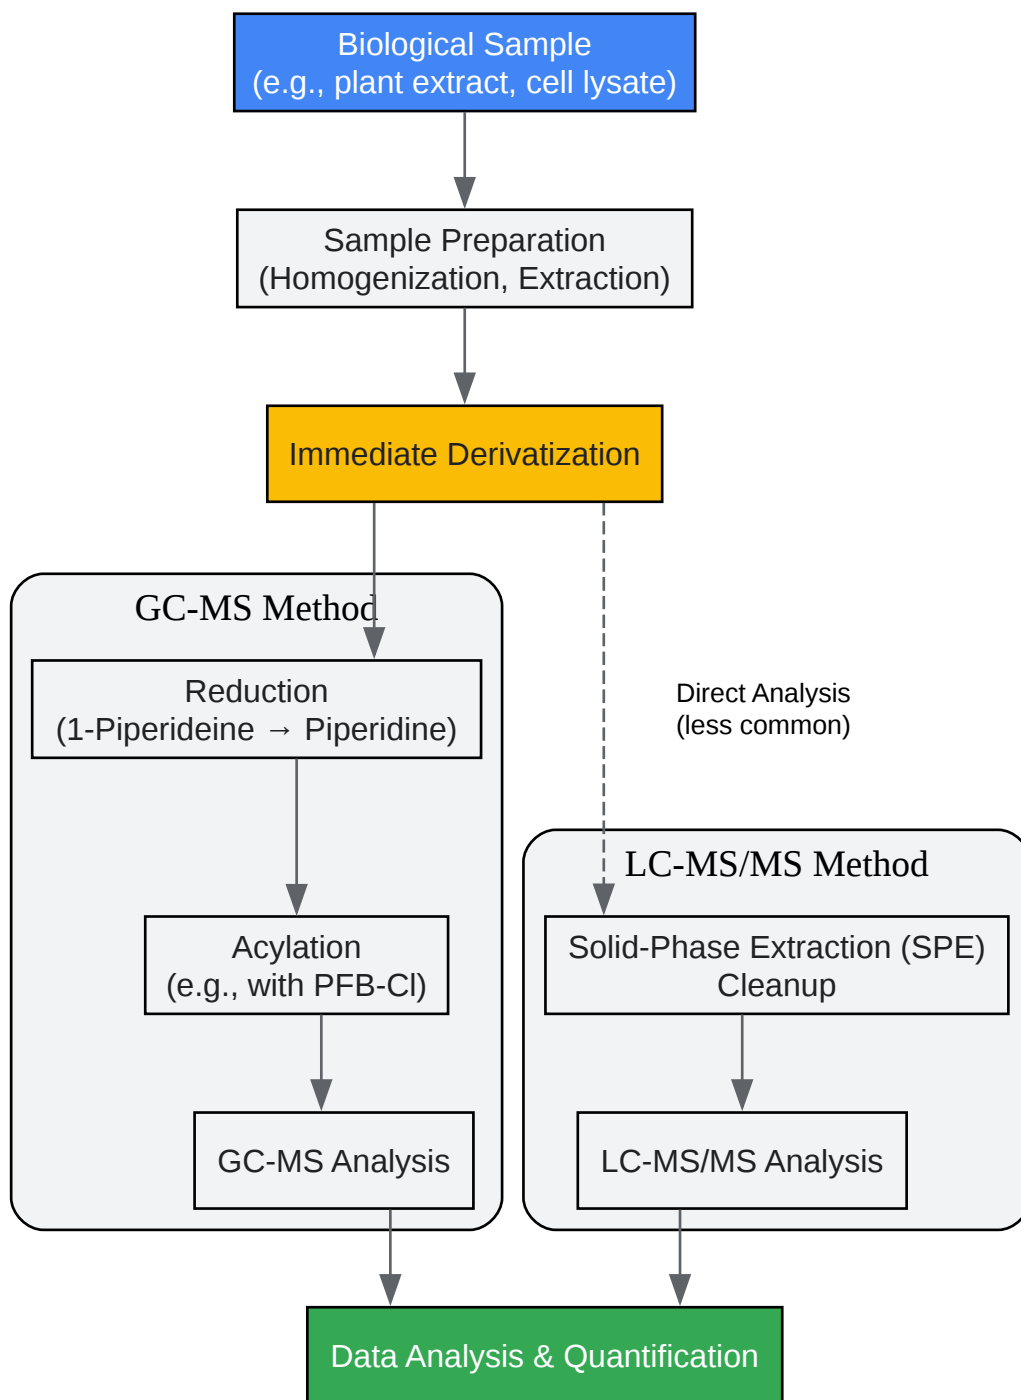 Biological Sample
(e.g., plant extract, cell lysate)
Sample Preparation
(Homogenization, Extraction)
Immediate Derivatization
GC-MS Method
Reduction
(1-Piperideine → Piperidine)
Direct Analysis
(less common)
LC-MS/MS Method
Acylation
(e.g., with PFB-Cl)
Solid-Phase Extraction (SPE)
Cleanup
GC-MS Analysis
LC-MS/MS Analysis
Data Analysis & Quantification